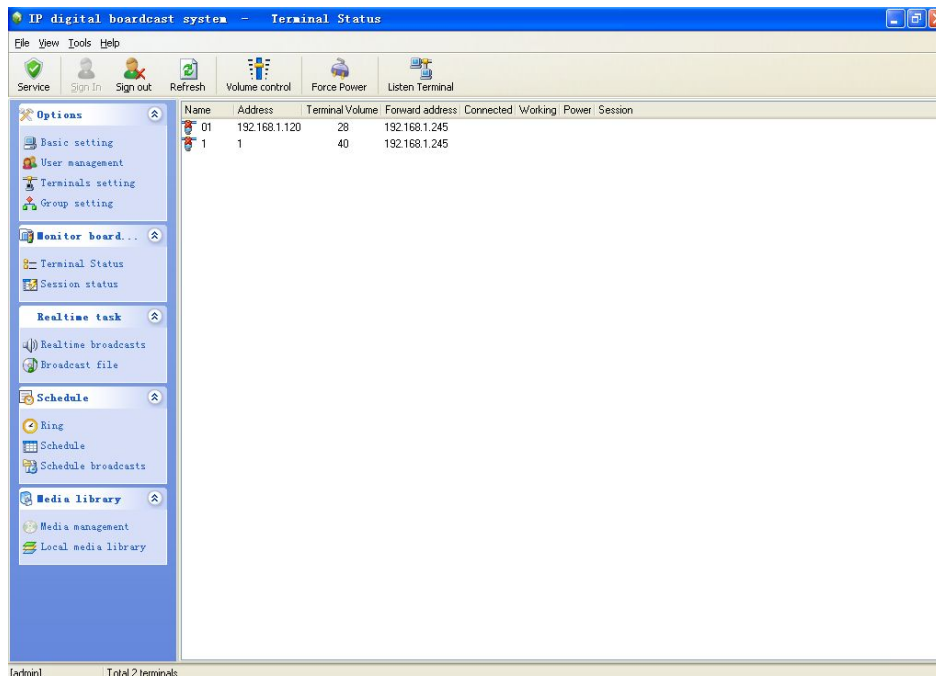 IP digital boardcast system – Terminal Status
File View Tools Help
Service Sign In Sign out Refresh Volume control Force Power Listen Terminal
Options
Basic setting
User management
Terminals setting
Group setting
Monitor board...
Terminal Status
Session status
Realtime task
Realtime broadcasts
Broadcast file
Schedule
Ring
Schedule
Schedule broadcasts
Media library
Media management
Local media library
Name Address Terminal Volume Forward address Connected Working Power Session
01 192.168.1.120 28 192.168.1.245
1 1 40 192.168.1.245
[admin] Total 2 terminals